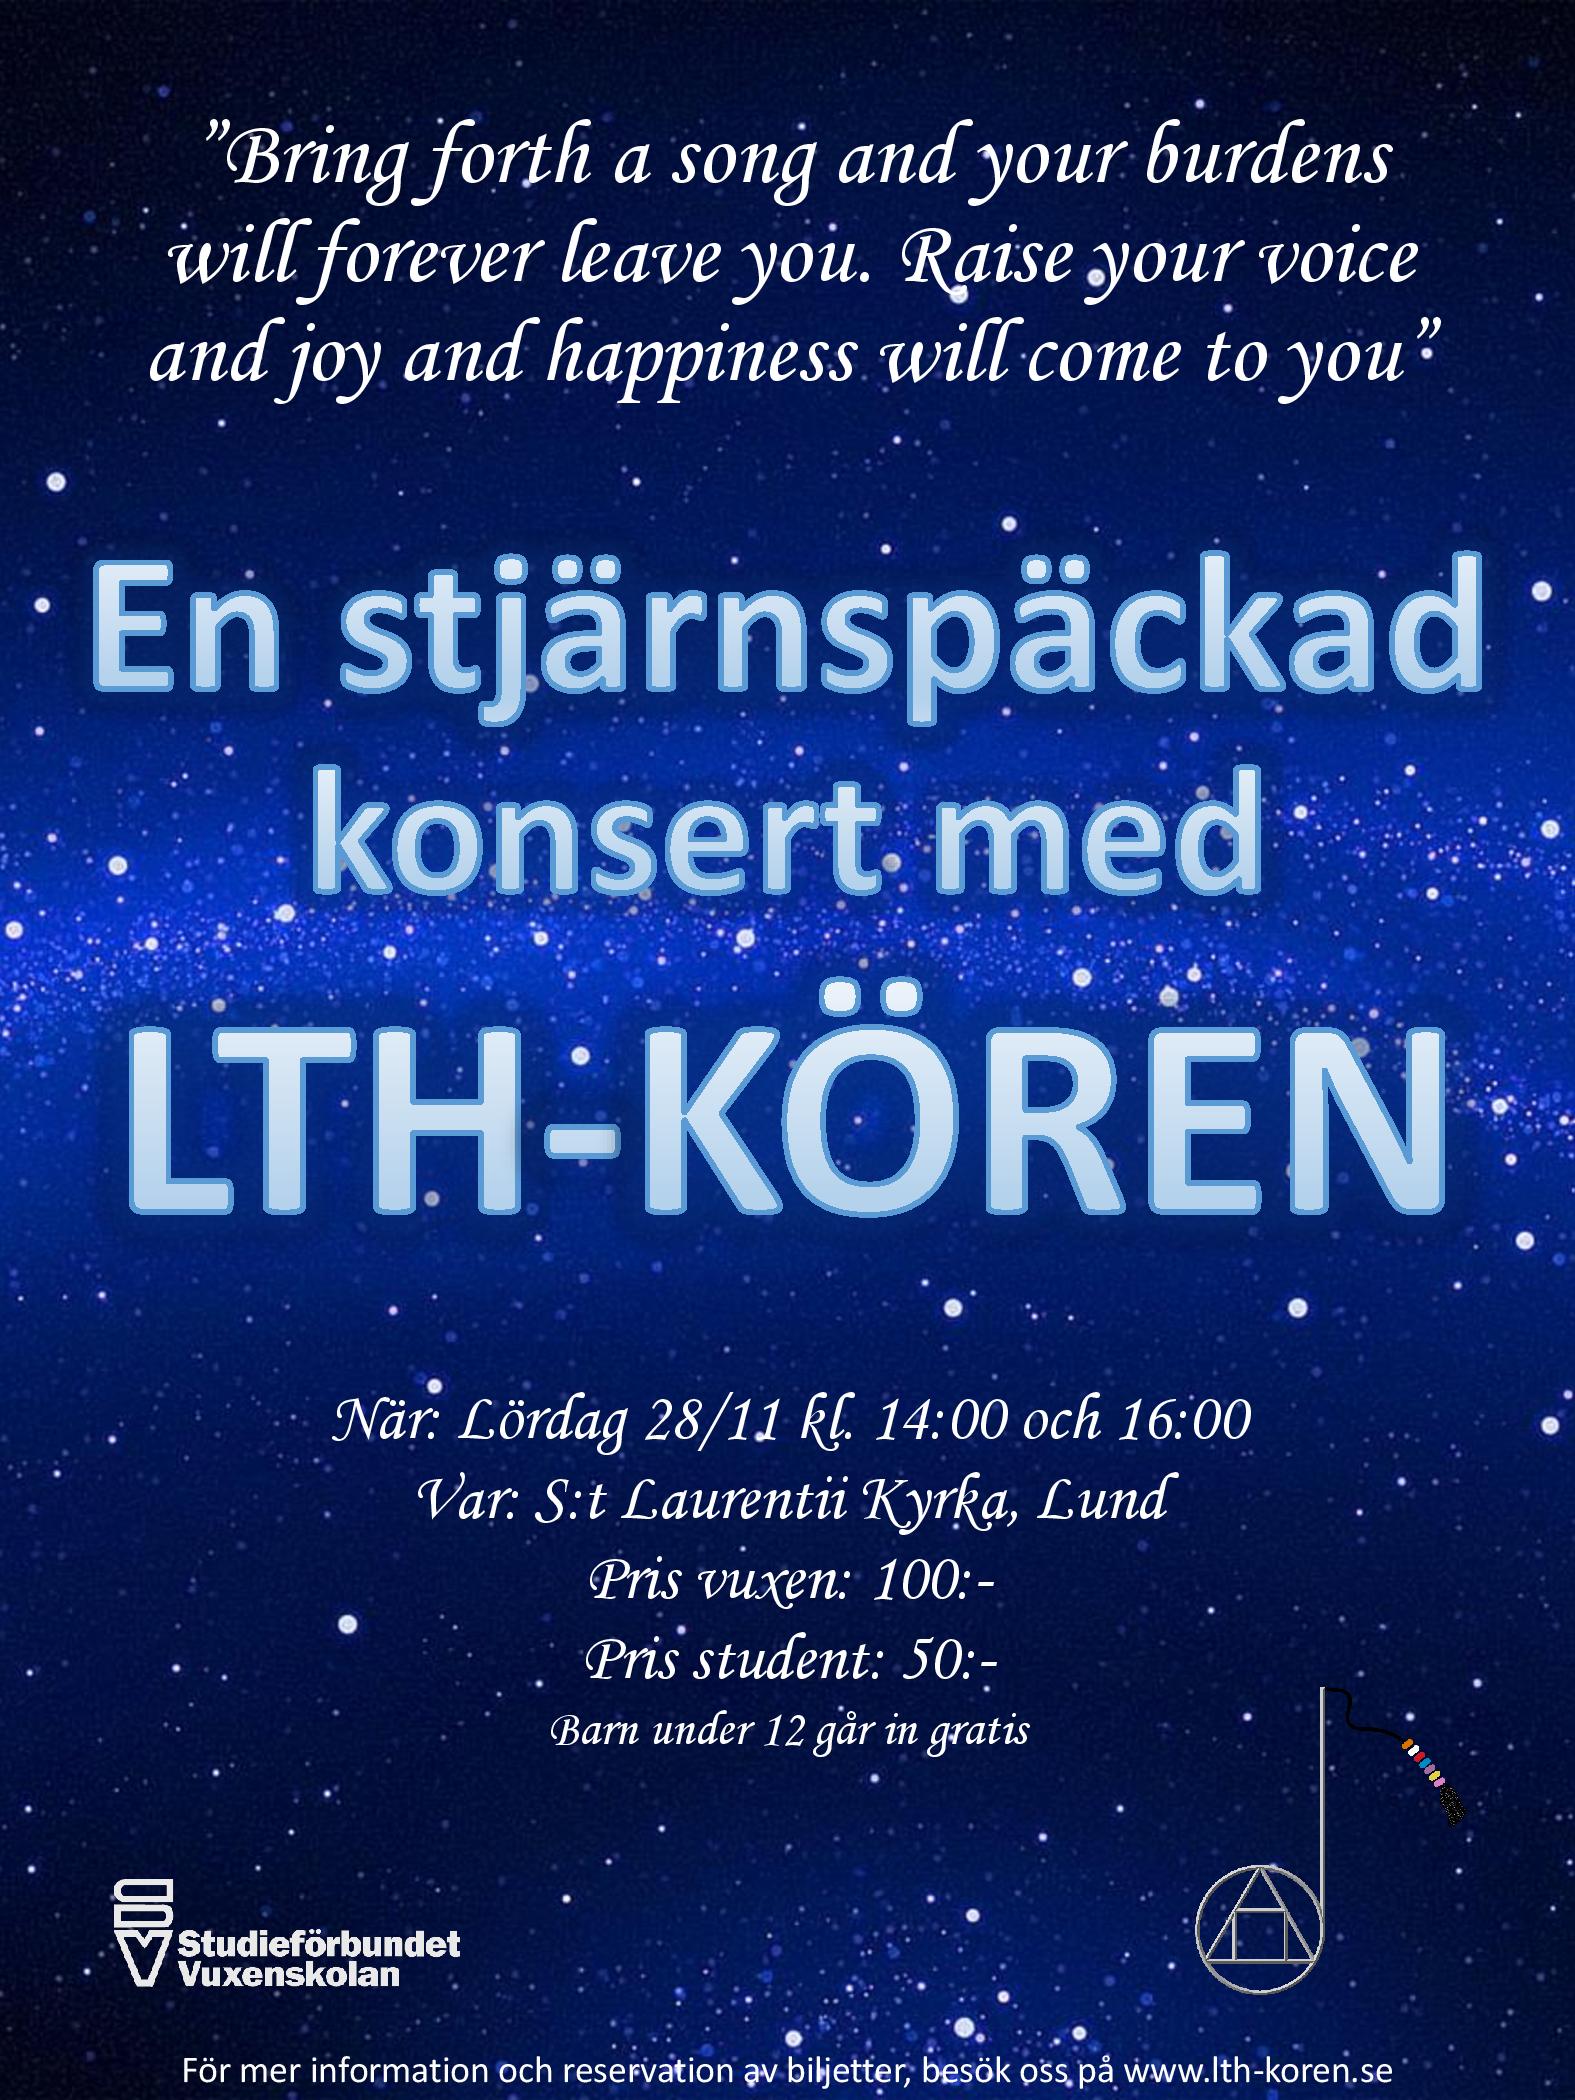 ”Bring forth a song and your burdens
will forever leave you. Raise your voice
and joy and happiness will come to you”
En stjärnspäckad
konsert med
LTH-KÖREN
När: Lördag 28/11 kl. 14:00 och 16:00
Var: S:t Laurentii Kyrka, Lund
Pris vuxen: 100:-
Pris student: 50:-
Barn under 12 går in gratis
Studieförbundet
Vuxenskolan
För mer information och reservation av biljetter, besök oss på www.lth-koren.se